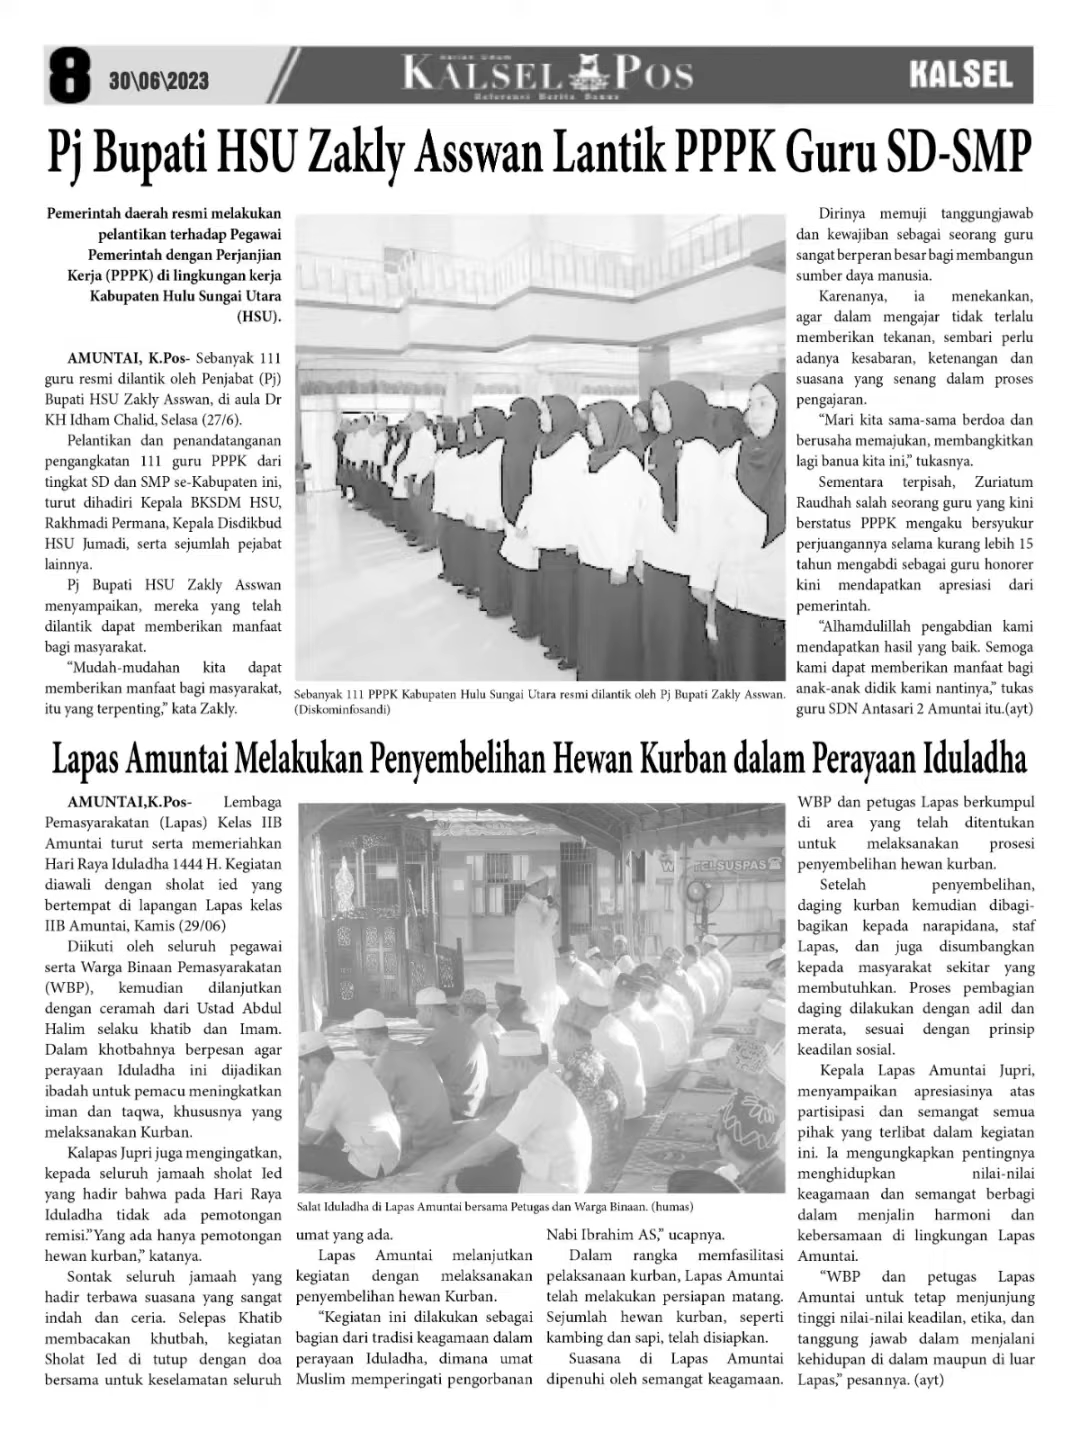 8
30\06\2023
Harian Umum
KALSEL POS
Referensi Berita Banua
KALSEL
Pj Bupati HSU Zakly Asswan Lantik PPPK Guru SD-SMP
Pemerintah daerah resmi melakukan
pelantikan terhadap Pegawai
Pemerintah dengan Perjanjian
Kerja (PPPK) di lingkungan kerja
Kabupaten Hulu Sungai Utara
(HSU).
AMUNTAI, K.Pos- Sebanyak 111
guru resmi dilantik oleh Penjabat (Pj)
Bupati HSU Zakly Asswan, di aula Dr
KH Idham Chalid, Selasa (27/6).
Pelantikan dan penandatanganan
pengangkatan 111 guru PPPK dari
tingkat SD dan SMP se-Kabupaten ini,
turut dihadiri Kepala BKSDM HSU,
Rakhmadi Permana, Kepala Disdikbud
HSU Jumadi, serta sejumlah pejabat
lainnya.
Pj Bupati HSU Zakly Asswan
menyampaikan, mereka yang telah
dilantik dapat memberikan manfaat
bagi masyarakat.
“Mudah-mudahan kita dapat
memberikan manfaat bagi masyarakat,
itu yang terpenting,” kata Zakly.
Sebanyak 111 PPPK Kabupaten Hulu Sungai Utara resmi dilantik oleh Pj Bupati Zakly Asswan.
(Diskominfosandi)
Dirinya memuji tanggungjawab
dan kewajiban sebagai seorang guru
sangat berperan besar bagi membangun
sumber daya manusia.
Karenanya, ia menekankan,
agar dalam mengajar tidak terlalu
memberikan tekanan, sembari perlu
adanya kesabaran, ketenangan dan
suasana yang senang dalam proses
pengajaran.
“Mari kita sama-sama berdoa dan
berusaha memajukan, membangkitkan
lagi banua kita ini,” tukasnya.
Sementara terpisah, Zuriatum
Raudhah salah seorang guru yang kini
berstatus PPPK mengaku bersyukur
perjuangannya selama kurang lebih 15
tahun mengabdi sebagai guru honorer
kini mendapatkan apresiasi dari
pemerintah.
“Alhamdulillah pengabdian kami
mendapatkan hasil yang baik. Semoga
kami dapat memberikan manfaat bagi
anak-anak didik kami nantinya,” tukas
guru SDN Antasari 2 Amuntai itu.(ayt)
Lapas Amuntai Melakukan Penyembelihan Hewan Kurban dalam Perayaan Iduladha
AMUNTAI,K.Pos- Lembaga
Pemasyarakatan (Lapas) Kelas IIB
Amuntai turut serta memeriahkan
Hari Raya Iduladha 1444 H. Kegiatan
diawali dengan sholat ied yang
bertempat di lapangan Lapas kelas
IIB Amuntai, Kamis (29/06)
Diikuti oleh seluruh pegawai
serta Warga Binaan Pemasyarakatan
(WBP), kemudian dilanjutkan
dengan ceramah dari Ustad Abdul
Halim selaku khatib dan Imam.
Dalam khotbahnya berpesan agar
perayaan Iduladha ini dijadikan
ibadah untuk pemacu meningkatkan
iman dan taqwa, khususnya yang
melaksanakan Kurban.
Kalapas Jupri juga mengingatkan,
kepada seluruh jamaah sholat Ied
yang hadir bahwa pada Hari Raya
Iduladha tidak ada pemotongan
remisi.”Yang ada hanya pemotongan
hewan kurban,” katanya.
Sontak seluruh jamaah yang
hadir terbawa suasana yang sangat
indah dan ceria. Selepas Khatib
membacakan khutbah, kegiatan
Sholat Ied di tutup dengan doa
bersama untuk keselamatan seluruh
SUSPAS
Salat Iduladha di Lapas Amuntai bersama Petugas dan Warga Binaan. (humas)
umat yang ada.
Lapas Amuntai melanjutkan
kegiatan dengan melaksanakan
penyembelihan hewan Kurban.
“Kegiatan ini dilakukan sebagai
bagian dari tradisi keagamaan dalam
perayaan Iduladha, dimana umat
Muslim memperingati pengorbanan
Nabi Ibrahim AS,” ucapnya.
Dalam rangka memfasilitasi
pelaksanaan kurban, Lapas Amuntai
telah melakukan persiapan matang.
Sejumlah hewan kurban, seperti
kambing dan sapi, telah disiapkan.
Suasana di Lapas Amuntai
dipenuhi oleh semangat keagamaan.
WBP dan petugas Lapas berkumpul
di area yang telah ditentukan
untuk melaksanakan prosesi
penyembelihan hewan kurban.
Setelah penyembelihan,
daging kurban kemudian dibagi-
bagikan kepada narapidana, staf
Lapas, dan juga disumbangkan
kepada masyarakat sekitar yang
membutuhkan. Proses pembagian
daging dilakukan dengan adil dan
merata, sesuai dengan prinsip
keadilan sosial.
Kepala Lapas Amuntai Jupri,
menyampaikan apresiasinya atas
partisipasi dan semangat semua
pihak yang terlibat dalam kegiatan
ini. Ia mengungkapkan pentingnya
menghidupkan nilai-nilai
keagamaan dan semangat berbagi
dalam menjalin harmoni dan
kebersamaan di lingkungan Lapas
Amuntai.
“WBP dan petugas Lapas
Amuntai untuk tetap menjunjung
tinggi nilai-nilai keadilan, etika, dan
tanggung jawab dalam menjalani
kehidupan di dalam maupun di luar
Lapas,” pesannya. (ayt)